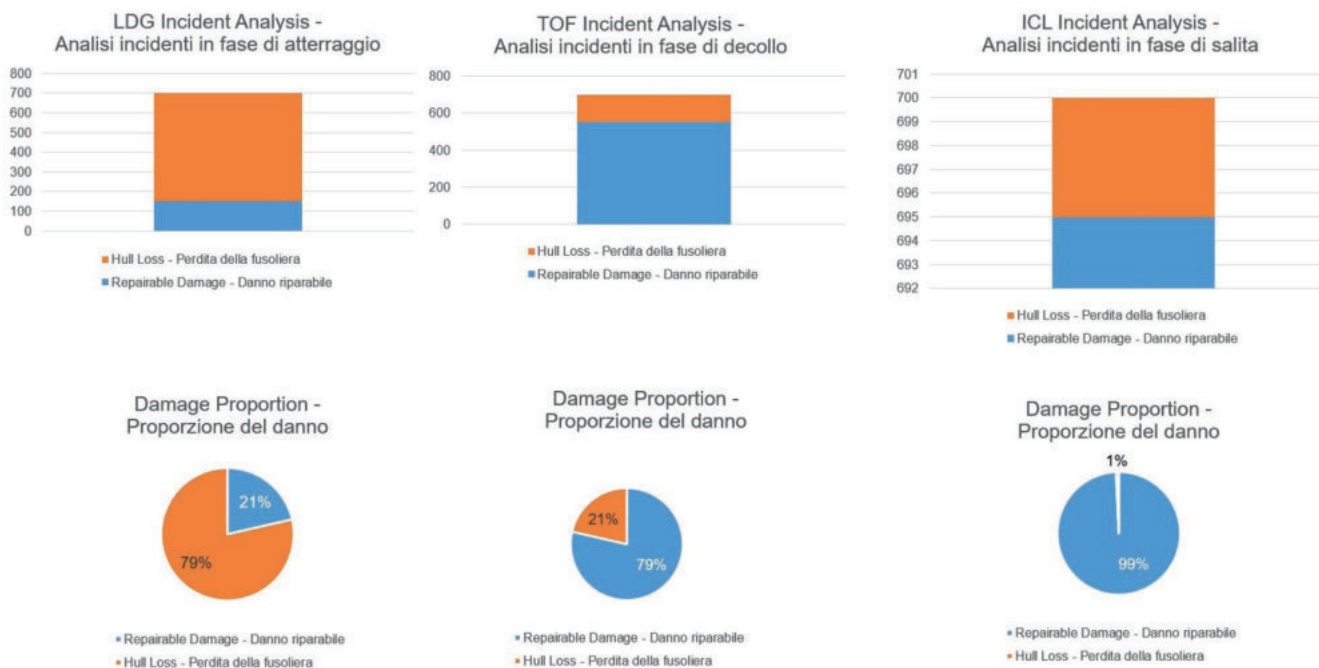 LDG Incident Analysis -
Analisi incidenti in fase di atterraggio
800
700
600
500
400
300
200
100
0
Hull Loss - Perdita della fusoliera
Repairable Damage - Danno riparabile
TOF Incident Analysis -
Analisi incidenti in fase di decollo
800
600
400
200
0
Hull Loss - Perdita della fusoliera
Repairable Damage - Danno riparabile
ICL Incident Analysis -
Analisi incidenti in fase di salita
701
700
699
698
697
696
695
694
693
692
Hull Loss - Perdita della fusoliera
Repairable Damage - Danno riparabile
Damage Proportion -
Proporzione del danno
21%
79%
Repairable Damage - Danno riparabile
Hull Loss - Perdita della fusoliera
Damage Proportion -
Proporzione del danno
21%
79%
Repairable Damage - Danno riparabile
Hull Loss - Perdita della fusoliera
Damage Proportion -
Proporzione del danno
1%
99%
Repairable Damage - Danno riparabile
Hull Loss - Perdita della fusoliera